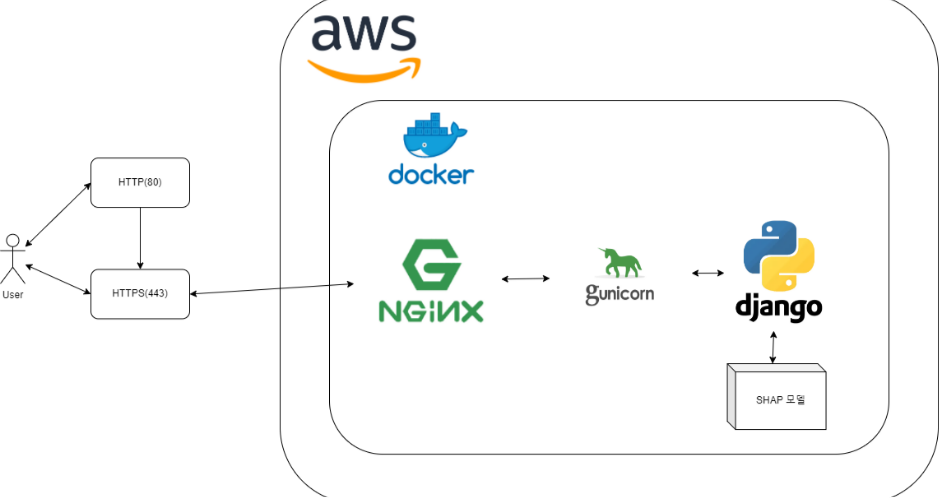 aws
docker
HTTP(80)
User
HTTPS(443)
NGiNX
gunicorn
django
SHAP 모델